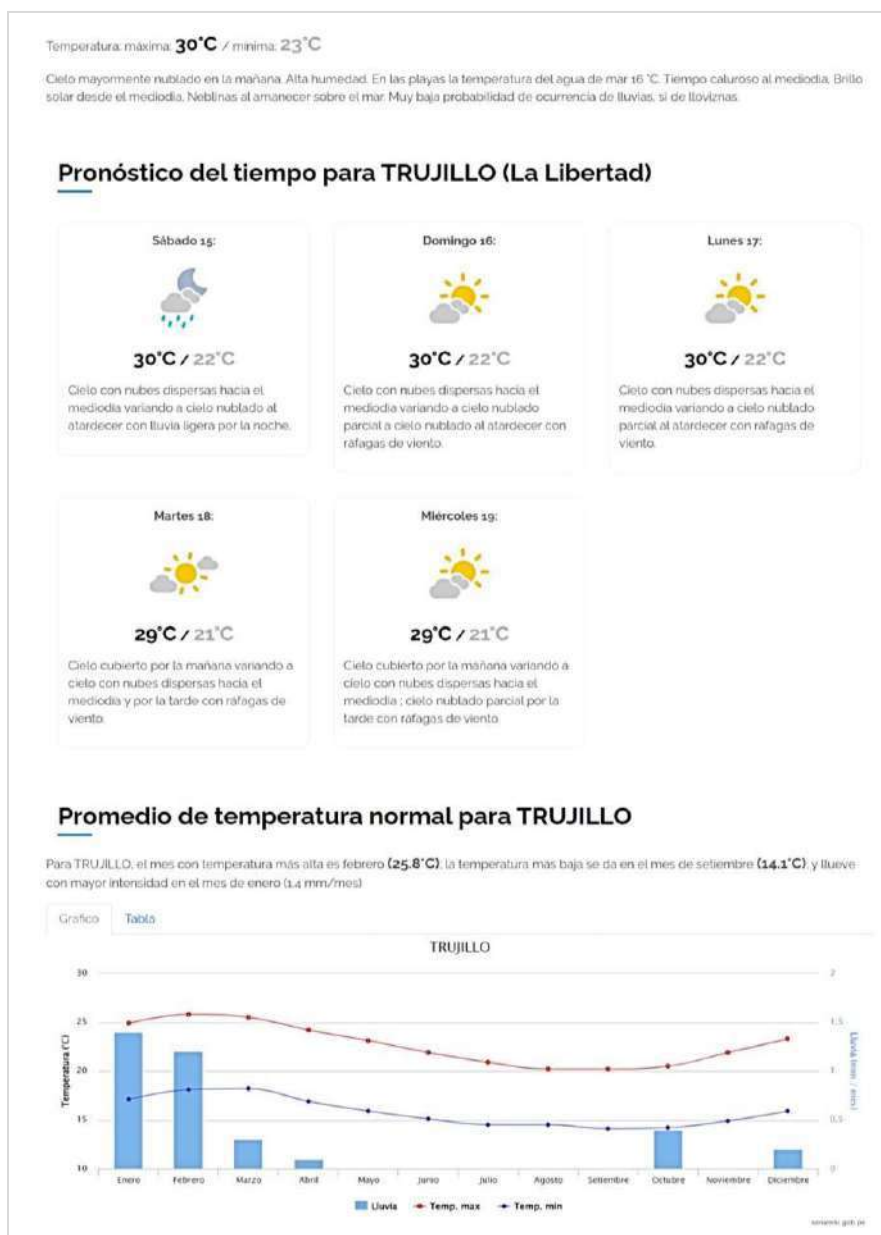 Temperatura: máxima: 30°C / minima: 23°C
Cielo mayormente nublado en la mañana. Alta humedad. En las playas la temperatura del agua de mar 16 °C. Tiempo caluroso al mediodia. Brillo
solar desde el mediodia. Neblinas al amanecer sobre el mar. Muy baja probabilidad de ocurrencia de lluvias, si de lloviznas.
Pronóstico del tiempo para TRUJILLO (La Libertad)
Sábado 15:
30°C / 22°C
Cielo con nubes dispersas hacia el
mediodia variando a cielo nublado al
atardecer con lluvia ligera por la noche.
Domingo 16:
30°C / 22°C
Cielo con nubes dispersas hacia el
mediodia variando a cielo nublado
parcial a cielo nublado al atardecer con
ráfagas de viento.
Lunes 17:
30°C / 22°C
Cielo con nubes dispersas hacia el
mediodia variando a cielo nublado
parcial al atardecer con ráfagas de
viento.
Martes 18:
29°C / 21°C
Cielo cubierto por la mañana variando a
cielo con nubes dispersas hacia el
mediodia y por la tarde con ráfagas de
viento.
Miércoles 19:
29°C / 21°C
Cielo cubierto por la mañana variando a
cielo con nubes dispersas hacia el
mediodia ; cielo nublado parcial por la
tarde con ráfagas de viento.
Promedio de temperatura normal para TRUJILLO
Para TRUJILLO, el mes con temperatura más alta es febrero (25.8°C); la temperatura más baja se da en el mes de setiembre (14.1°C); y llueve
con mayor intensidad en el mes de enero (1.4 mm/mes)
Grafico Tabla
TRUJILLO
30 2
25 1.5
20 1
15 0.5
10 0
Temperatura (°C)
Lluvia (mm / mes)
Enero Febrero Marzo Abril Mayo Junio Julio Agosto Setiembre Octubre Noviembre Diciembre
Lluvia Temp. max Temp. min
senamhi.gob.pe